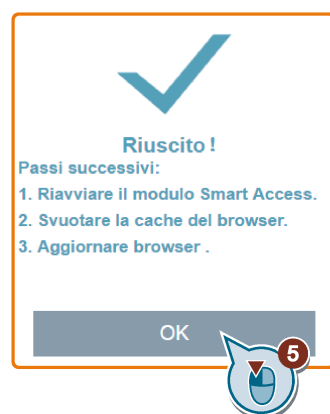 Riuscito !
Passi successivi:
1. Riavviare il modulo Smart Access.
2. Svuotare la cache del browser.
3. Aggiornare browser .
OK
5